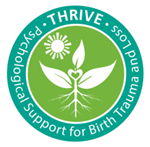 THRIVE
Psychological Support for Birth Trauma and Loss